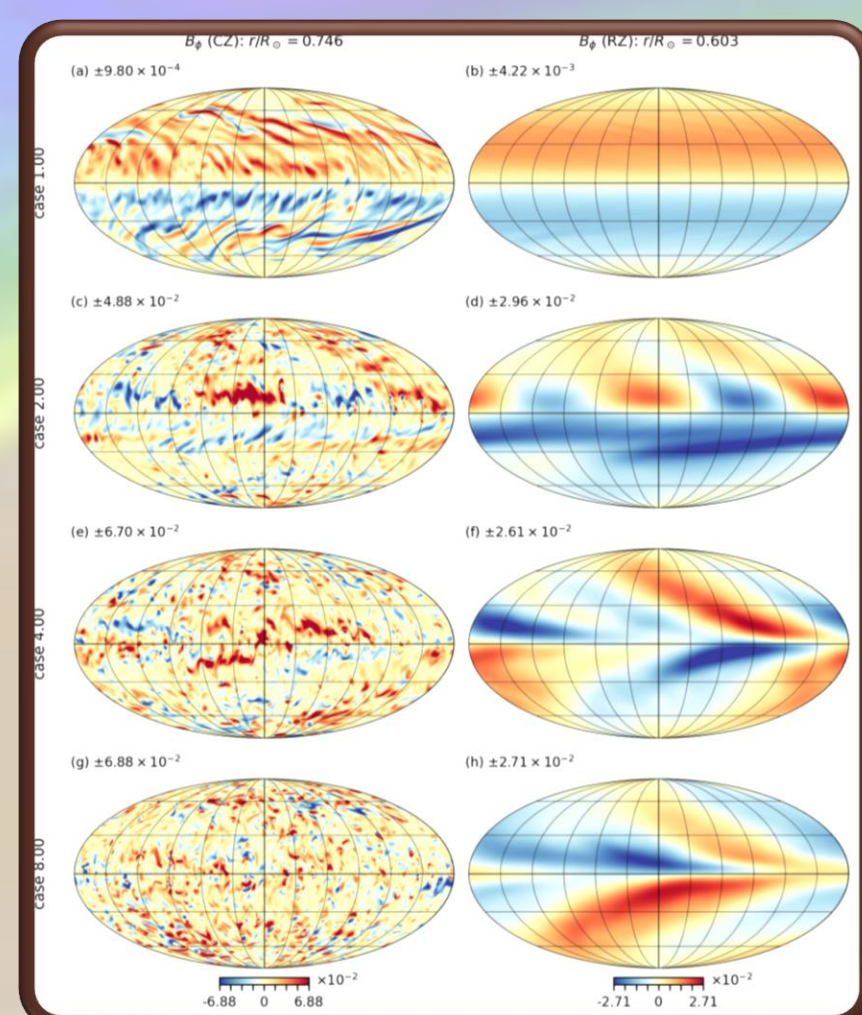 B_ϕ (CZ): r/R_⊙ = 0.746
B_ϕ (RZ): r/R_⊙ = 0.603
(a) ±9.80 × 10⁻⁴
(b) ±4.22 × 10⁻³
case 1.00
(c) ±4.88 × 10⁻²
(d) ±2.96 × 10⁻²
case 2.00
(e) ±6.70 × 10⁻²
(f) ±2.61 × 10⁻²
case 4.00
(g) ±6.88 × 10⁻²
(h) ±2.71 × 10⁻²
case 8.00
×10⁻²
-6.88 0 6.88
×10⁻²
-2.71 0 2.71